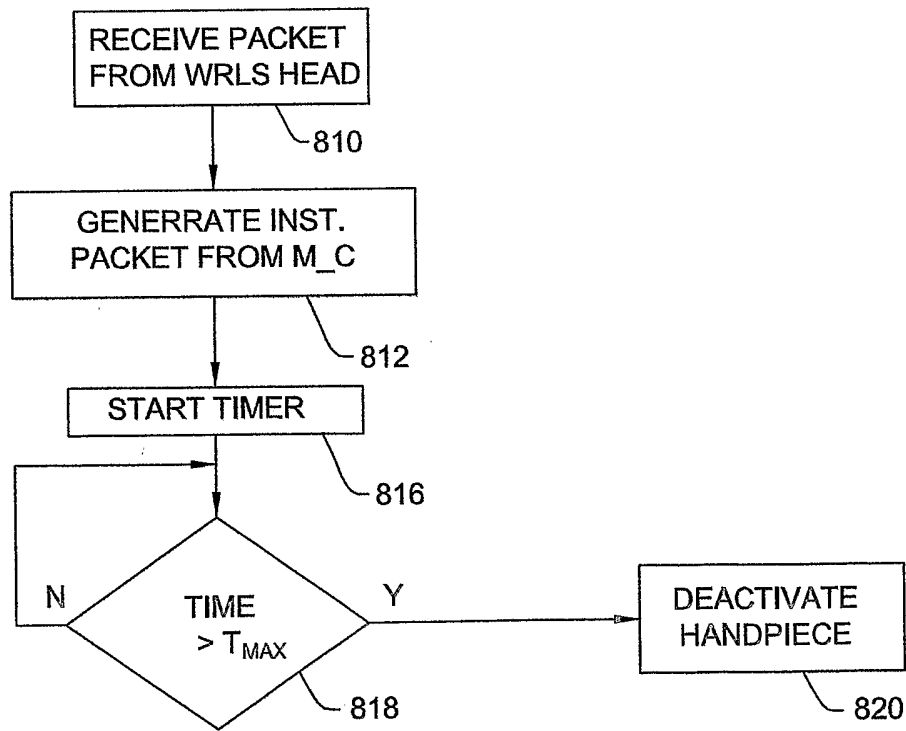 RECEIVE PACKET
FROM WRLS HEAD
810
GENERRATE INST.
PACKET FROM M_C
812
START TIMER
816
N
TIME
> TMAX
Y
818
DEACTIVATE
HANDPIECE
820